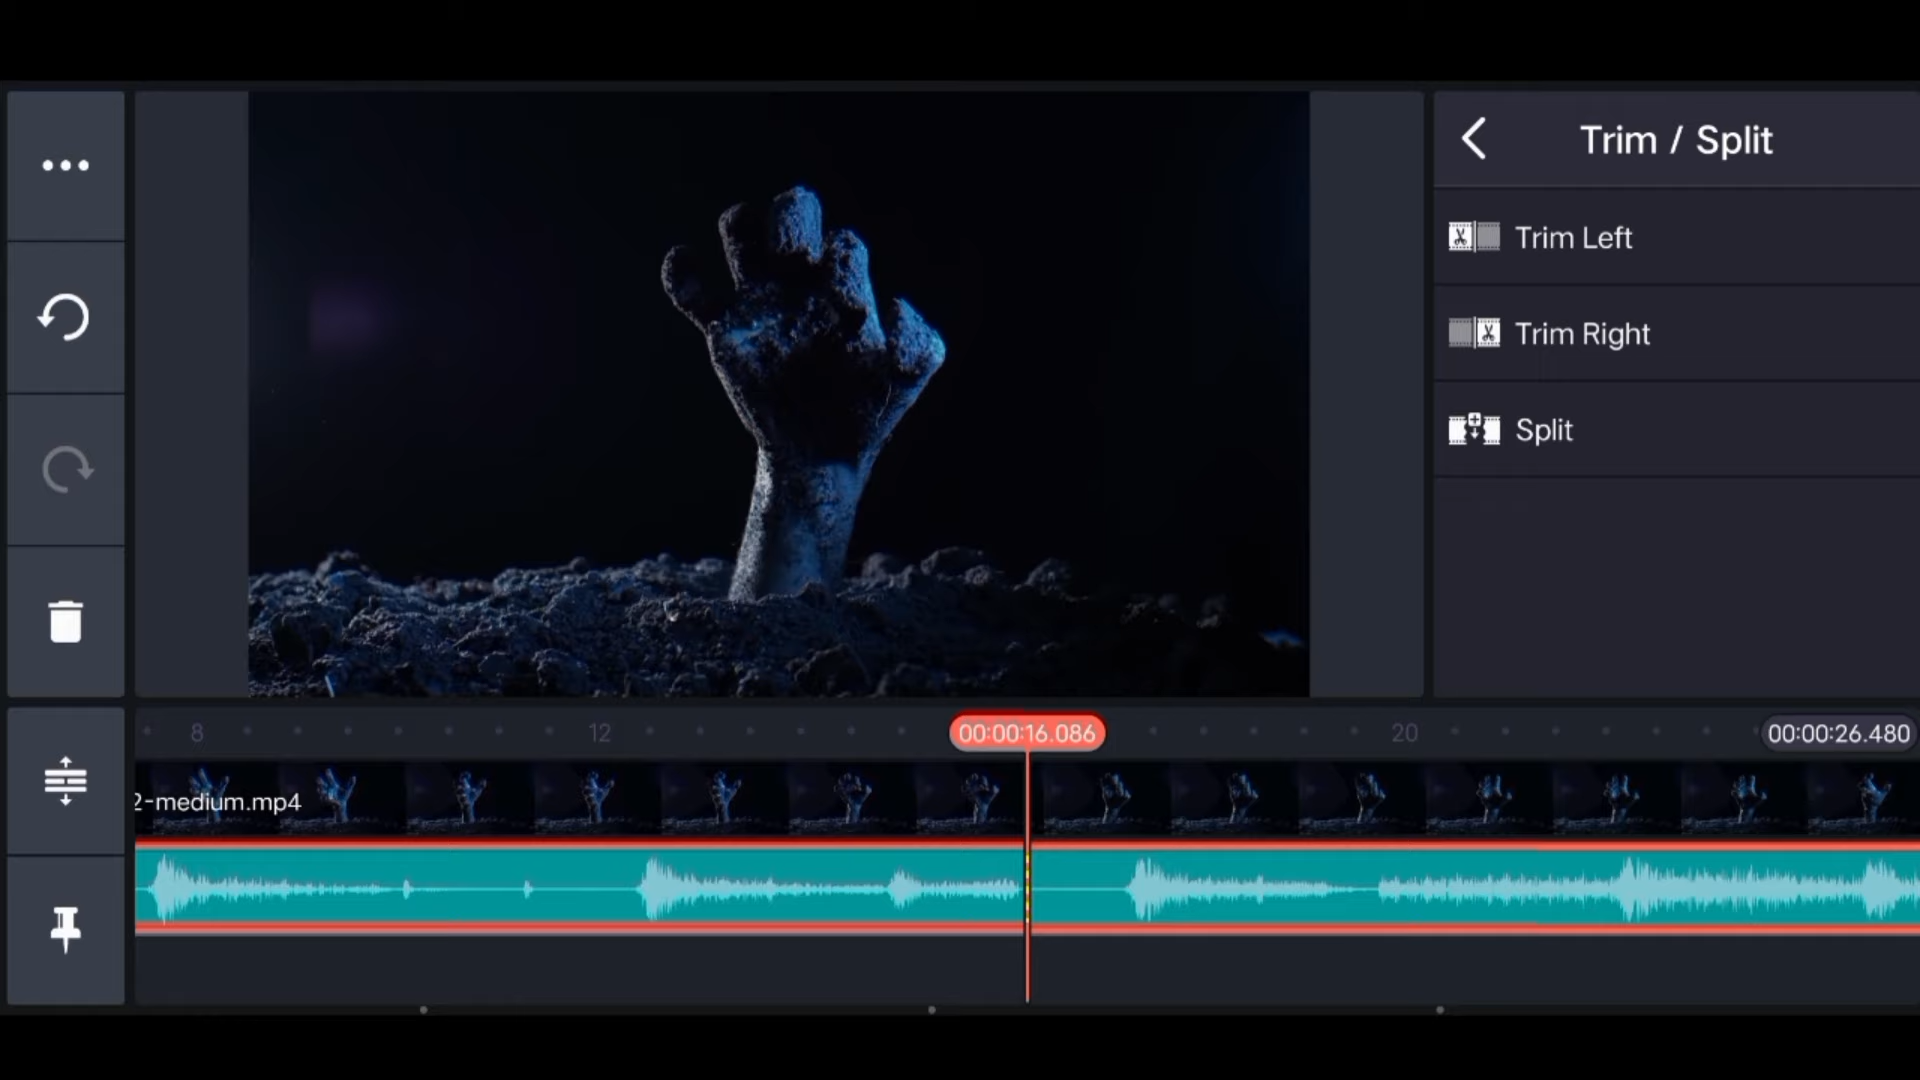 Trim / Split
Trim Left
Trim Right
Split
8
12
00:00:16.086
20
00:00:26.480
2-medium.mp4